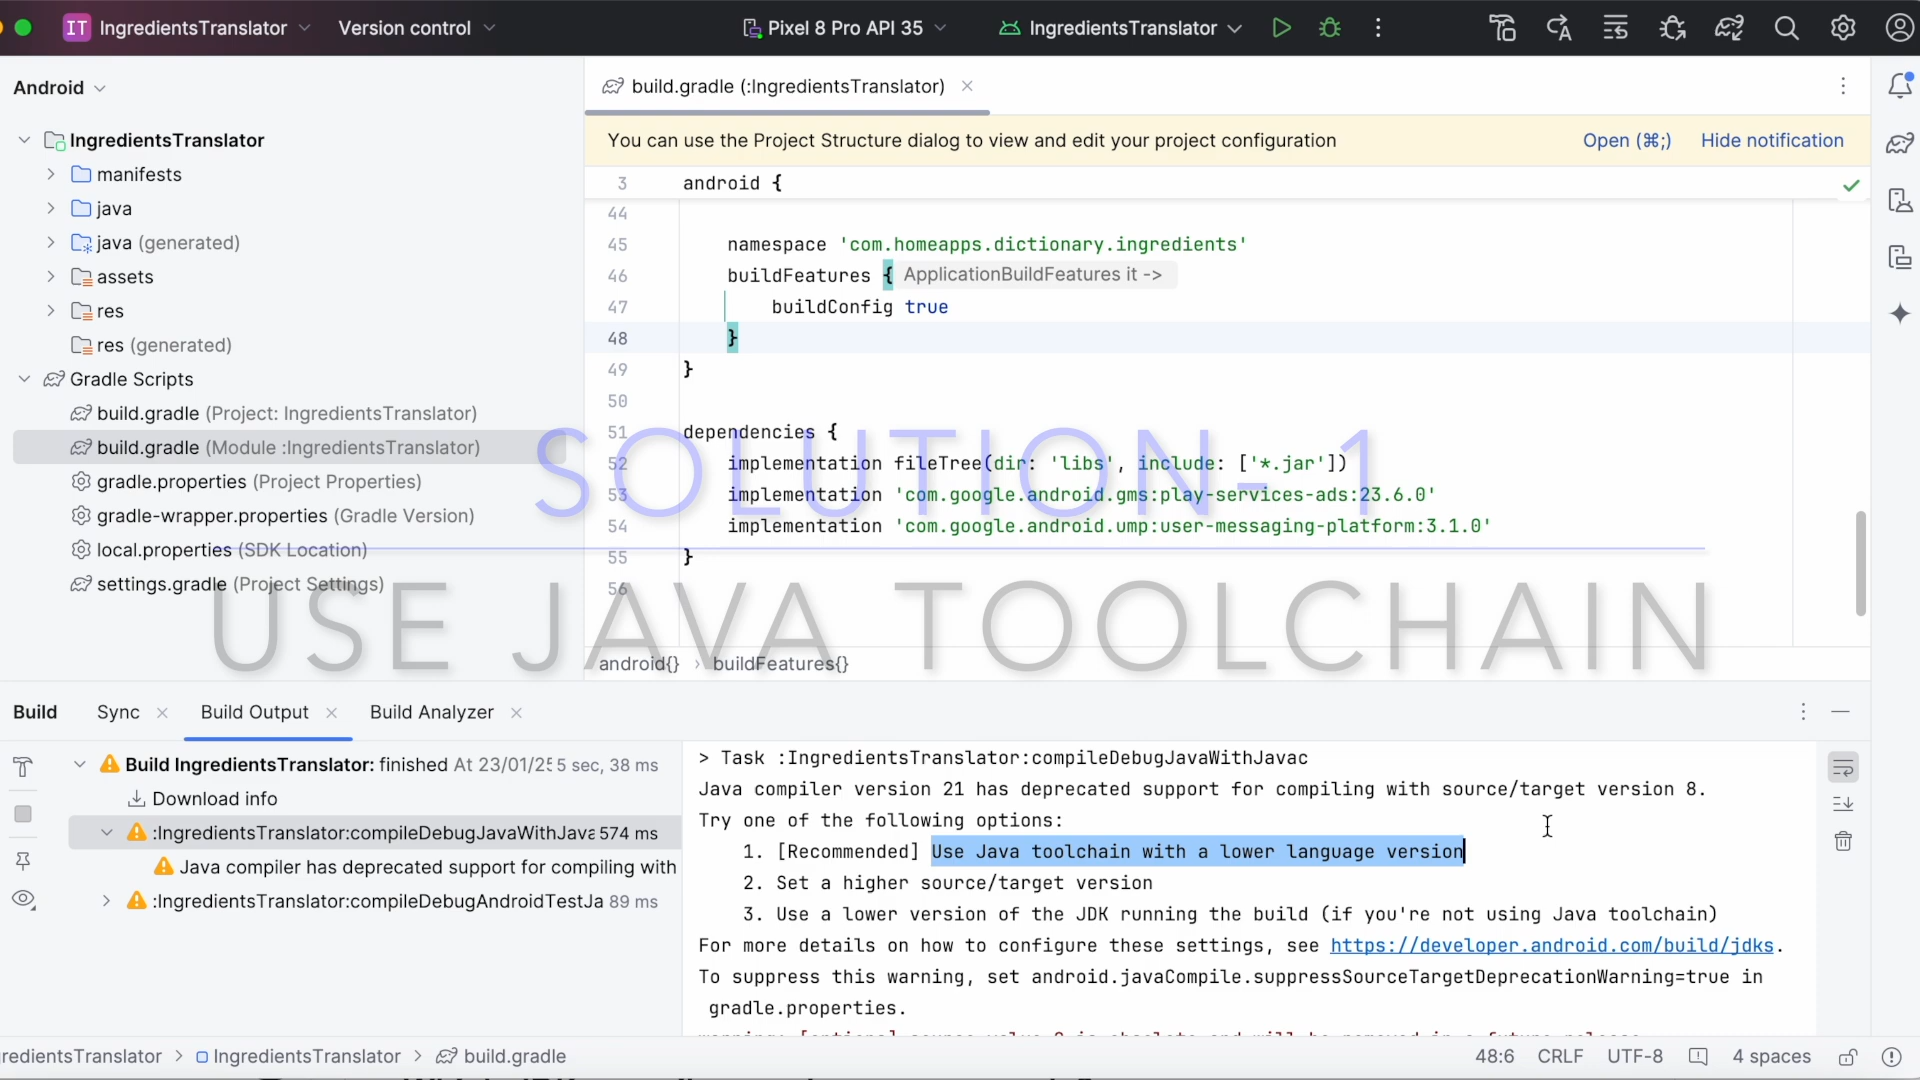 IT IngredientsTranslator Version control Pixel 8 Pro API 35 IngredientsTranslator
Android
build.gradle (:IngredientsTranslator)
You can use the Project Structure dialog to view and edit your project configuration Open (⌘;) Hide notification
IngredientsTranslator
manifests
java
java (generated)
assets
res
res (generated)
Gradle Scripts
build.gradle (Project: IngredientsTranslator)
build.gradle (Module :IngredientsTranslator)
gradle.properties (Project Properties)
gradle-wrapper.properties (Gradle Version)
local.properties (SDK Location)
settings.gradle (Project Settings)
3 android {
44
45 namespace 'com.homeapps.dictionary.ingredients'
46 buildFeatures { ApplicationBuildFeatures it ->
47 buildConfig true
48 }
49 }
50
51 dependencies {
52 implementation fileTree(dir: 'libs', include: ['*.jar'])
53 implementation 'com.google.android.gms:play-services-ads:23.6.0'
54 implementation 'com.google.android.ump:user-messaging-platform:3.1.0'
55 }
56
SOLUTION- 1
USE JAVA TOOLCHAIN
android{} › buildFeatures{}
Build Sync Build Output Build Analyzer
Build IngredientsTranslator: finished At 23/01/25 5 sec, 38 ms
Download info
:IngredientsTranslator:compileDebugJavaWithJava 574 ms
Java compiler has deprecated support for compiling with
:IngredientsTranslator:compileDebugAndroidTestJa 89 ms
> Task :IngredientsTranslator:compileDebugJavaWithJavac
Java compiler version 21 has deprecated support for compiling with source/target version 8.
Try one of the following options:
1. [Recommended] Use Java toolchain with a lower language version
2. Set a higher source/target version
3. Use a lower version of the JDK running the build (if you're not using Java toolchain)
For more details on how to configure these settings, see https://developer.android.com/build/jdks.
To suppress this warning, set android.javaCompile.suppressSourceTargetDeprecationWarning=true in
gradle.properties.
redientsTranslator › IngredientsTranslator › build.gradle 48:6 CRLF UTF-8 4 spaces